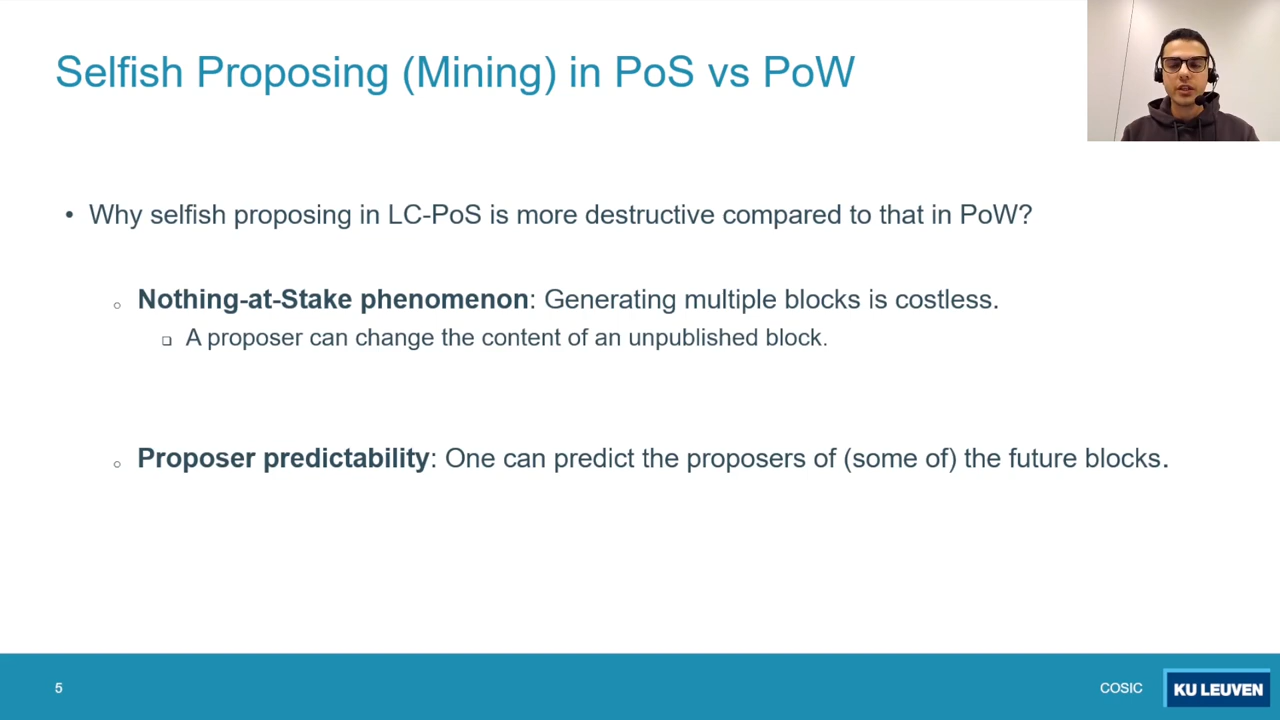 Selfish Proposing (Mining) in PoS vs PoW
• Why selfish proposing in LC-PoS is more destructive compared to that in PoW?
○ Nothing-at-Stake phenomenon: Generating multiple blocks is costless.
❑ A proposer can change the content of an unpublished block.
○ Proposer predictability: One can predict the proposers of (some of) the future blocks.
5
COSIC
KU LEUVEN